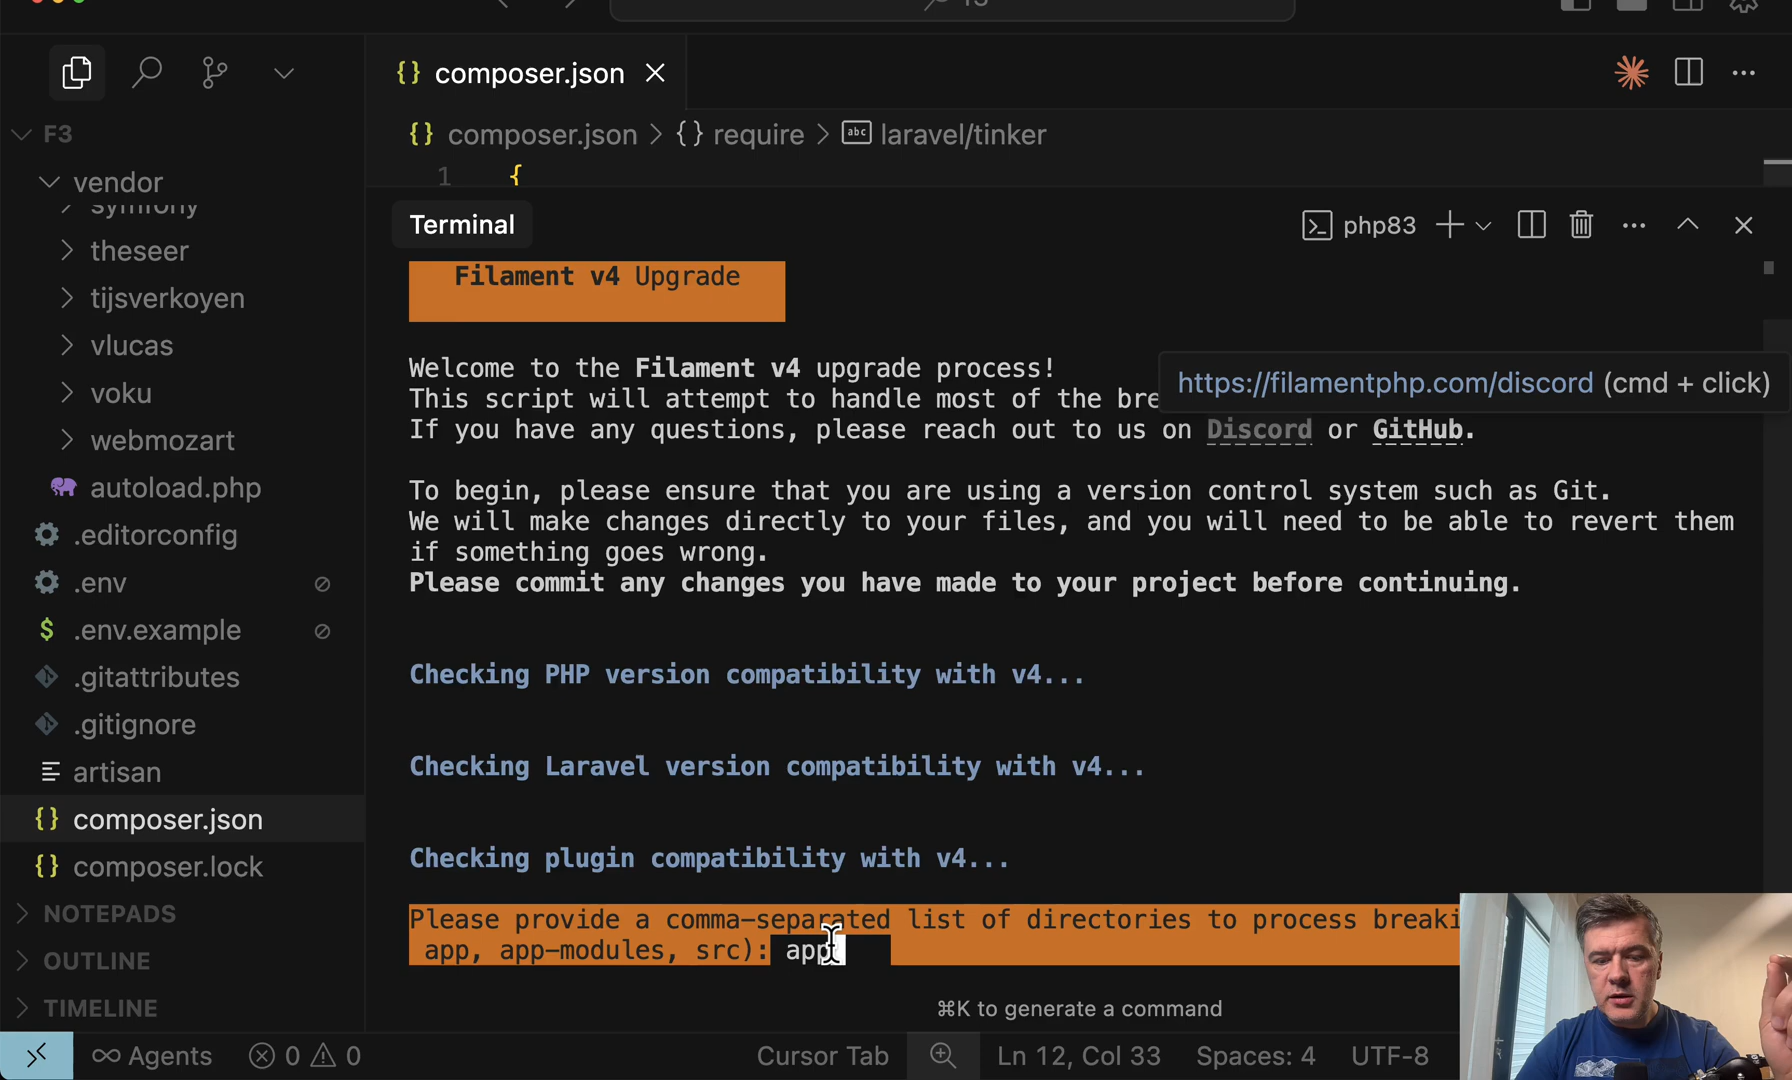 composer.json
composer.json > {} require > abc laravel/tinker
F3
vendor
symfony
theseer
tijsverkoyen
vlucas
voku
webmozart
autoload.php
.editorconfig
.env
.env.example
.gitattributes
.gitignore
artisan
composer.json
composer.lock
NOTEPADS
OUTLINE
TIMELINE
1 {
Terminal
php83
Filament v4 Upgrade
Welcome to the Filament v4 upgrade process!
This script will attempt to handle most of the
https://filamentphp.com/discord (cmd + click)
If you have any questions, please reach out to us on Discord or GitHub.
To begin, please ensure that you are using a version control system such as Git.
We will make changes directly to your files, and you will need to be able to revert them
if something goes wrong.
Please commit any changes you have made to your project before continuing.
Checking PHP version compatibility with v4...
Checking Laravel version compatibility with v4...
Checking plugin compatibility with v4...
Please provide a comma-separated list of directories to process
app, app-modules, src): app
⌘K to generate a command
Agents 0 0 Cursor Tab Ln 12, Col 33 Spaces: 4 UTF-8